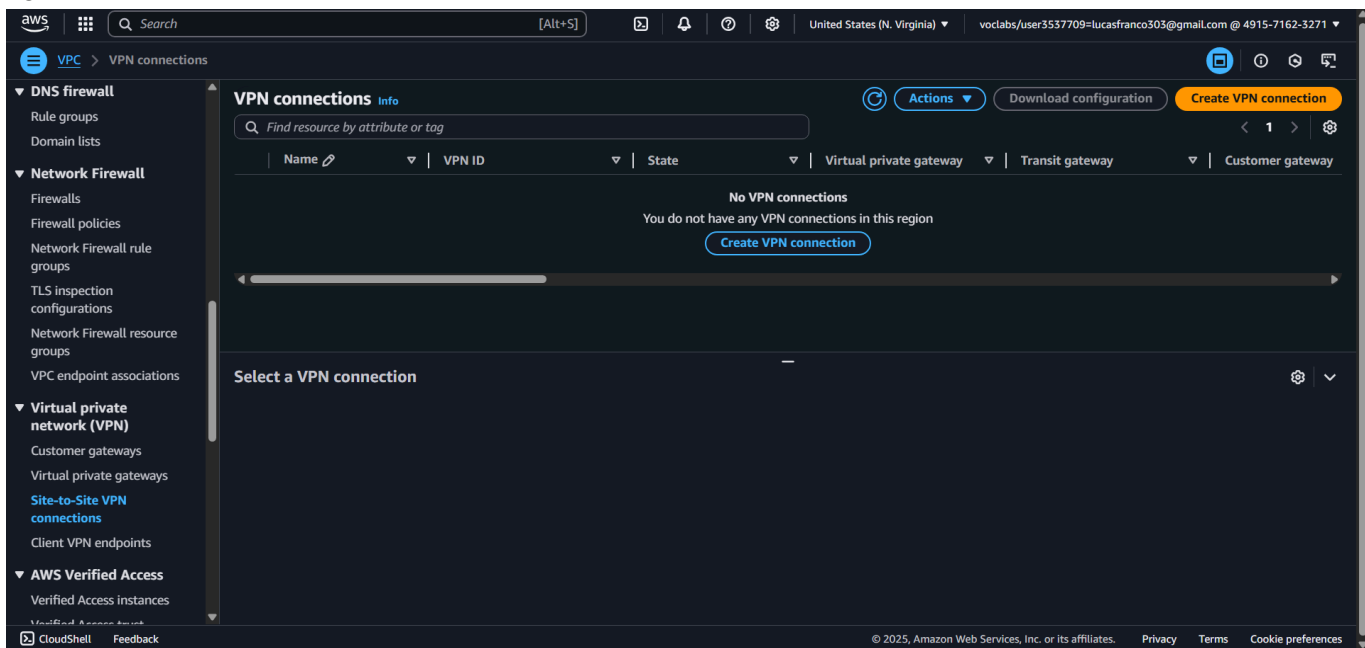 aws
Search [Alt+S]
United States (N. Virginia)
voclabs/user3537709=lucasfranco303@gmail.com @ 4915-7162-3271
VPC > VPN connections
DNS firewall
Rule groups
Domain lists
Network Firewall
Firewalls
Firewall policies
Network Firewall rule
groups
TLS inspection
configurations
Network Firewall resource
groups
VPC endpoint associations
Virtual private
network (VPN)
Customer gateways
Virtual private gateways
Site-to-Site VPN
connections
Client VPN endpoints
AWS Verified Access
Verified Access instances
Verified Access trust
VPN connections Info
Actions
Download configuration
Create VPN connection
Find resource by attribute or tag
1
Name
VPN ID
State
Virtual private gateway
Transit gateway
Customer gateway
No VPN connections
You do not have any VPN connections in this region
Create VPN connection
Select a VPN connection
CloudShell
Feedback
© 2025, Amazon Web Services, Inc. or its affiliates.
Privacy
Terms
Cookie preferences